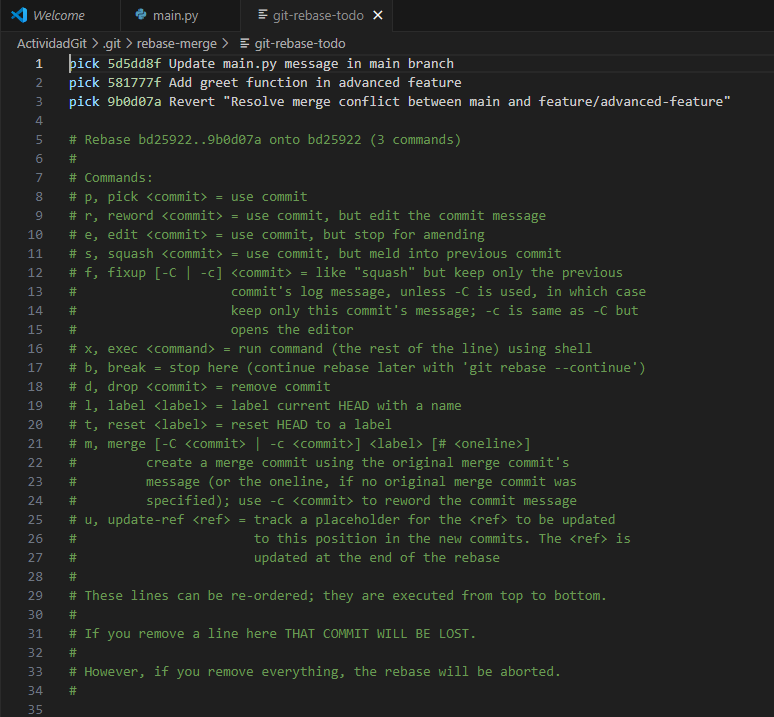 Welcome
main.py
git-rebase-todo
ActividadGit > .git > rebase-merge > git-rebase-todo
1 pick 5d5dd8f Update main.py message in main branch
2 pick 581777f Add greet function in advanced feature
3 pick 9b0d07a Revert "Resolve merge conflict between main and feature/advanced-feature"
4
5 # Rebase bd25922..9b0d07a onto bd25922 (3 commands)
6 #
7 # Commands:
8 # p, pick <commit> = use commit
9 # r, reword <commit> = use commit, but edit the commit message
10 # e, edit <commit> = use commit, but stop for amending
11 # s, squash <commit> = use commit, but meld into previous commit
12 # f, fixup [-C | -c] <commit> = like "squash" but keep only the previous
13 #                    commit's log message, unless -C is used, in which case
14 #                    keep only this commit's message; -c is same as -C but
15 #                    opens the editor
16 # x, exec <command> = run command (the rest of the line) using shell
17 # b, break = stop here (continue rebase later with 'git rebase --continue')
18 # d, drop <commit> = remove commit
19 # l, label <label> = label current HEAD with a name
20 # t, reset <label> = reset HEAD to a label
21 # m, merge [-C <commit> | -c <commit>] <label> [# <oneline>]
22 #         create a merge commit using the original merge commit's
23 #         message (or the oneline, if no original merge commit was
24 #         specified); use -c <commit> to reword the commit message
25 # u, update-ref <ref> = track a placeholder for the <ref> to be updated
26 #                       to this position in the new commits. The <ref> is
27 #                       updated at the end of the rebase
28 #
29 # These lines can be re-ordered; they are executed from top to bottom.
30 #
31 # If you remove a line here THAT COMMIT WILL BE LOST.
32 #
33 # However, if you remove everything, the rebase will be aborted.
34 #
35